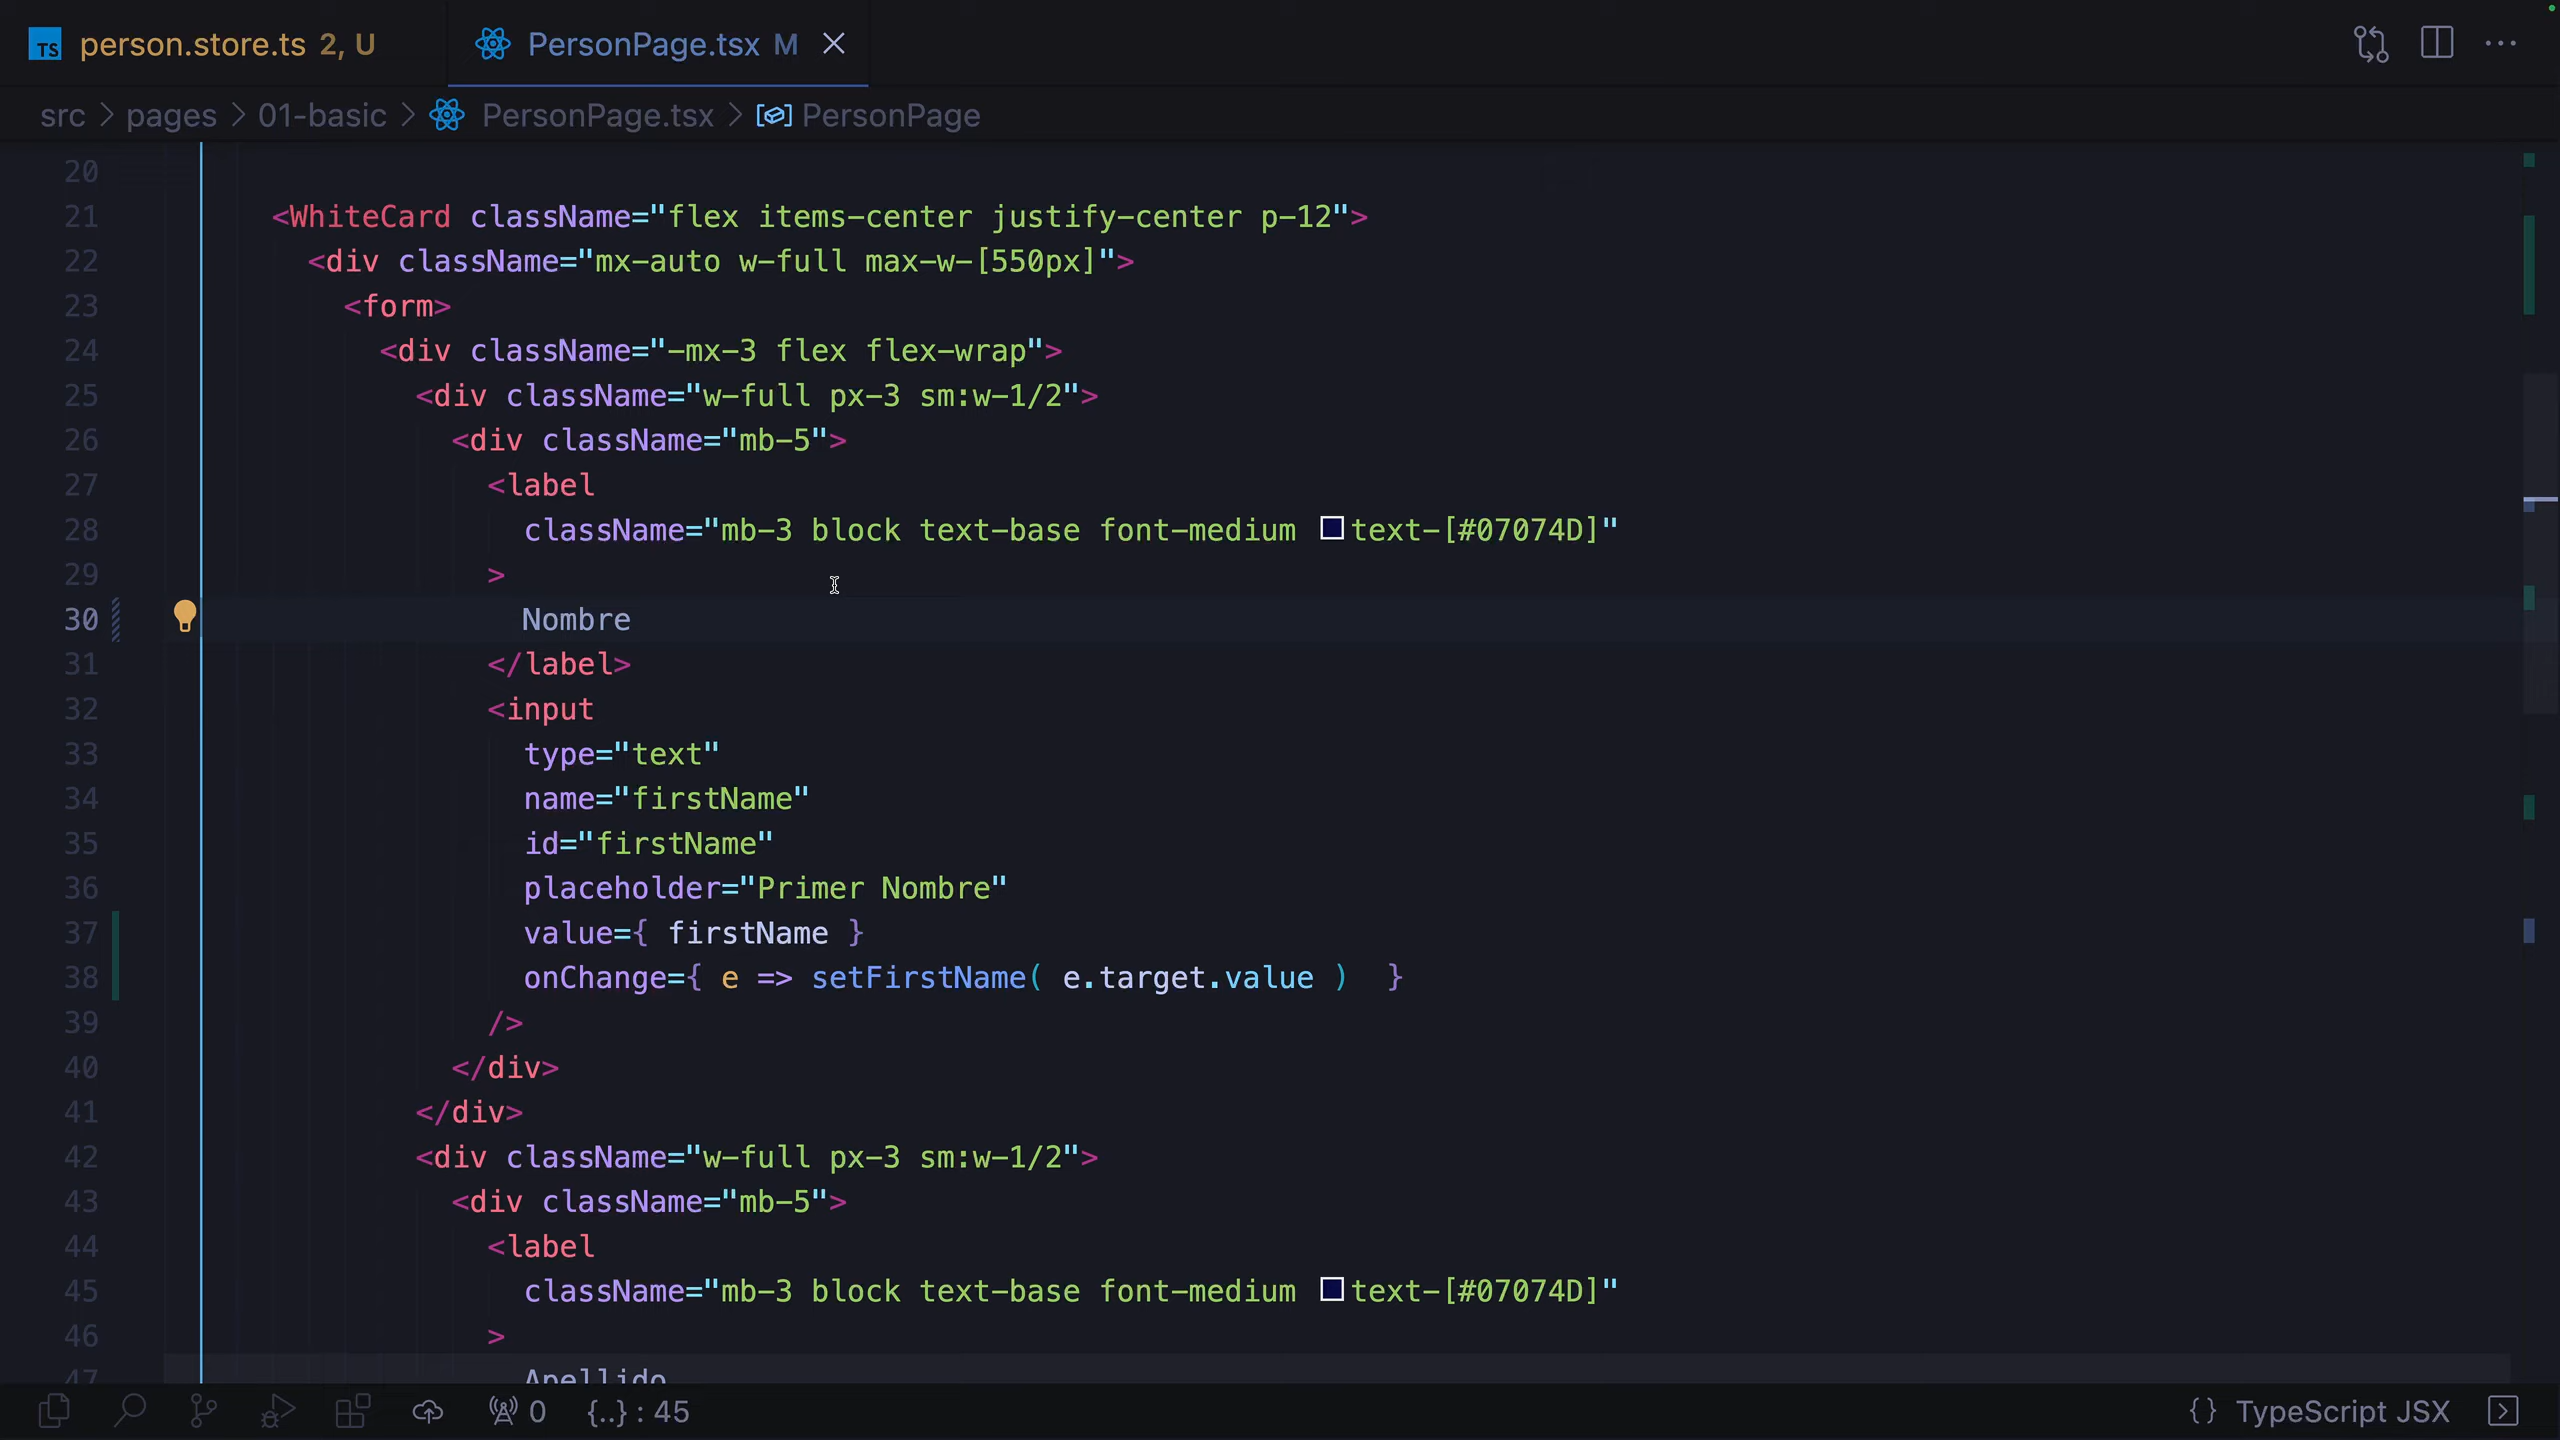 TS person.store.ts 2, U PersonPage.tsx M
src > pages > 01-basic > PersonPage.tsx > PersonPage
20
21 <WhiteCard className="flex items-center justify-center p-12">
22 <div className="mx-auto w-full max-w-[550px]">
23 <form>
24 <div className="-mx-3 flex flex-wrap">
25 <div className="w-full px-3 sm:w-1/2">
26 <div className="mb-5">
27 <label
28 className="mb-3 block text-base font-medium text-[#07074D]"
29 >
30 Nombre
31 </label>
32 <input
33 type="text"
34 name="firstName"
35 id="firstName"
36 placeholder="Primer Nombre"
37 value={ firstName }
38 onChange={ e => setFirstName( e.target.value )  }
39 />
40 </div>
41 </div>
42 <div className="w-full px-3 sm:w-1/2">
43 <div className="mb-5">
44 <label
45 className="mb-3 block text-base font-medium text-[#07074D]"
46 >
47 Apellido
0 {..} : 45 {} TypeScript JSX